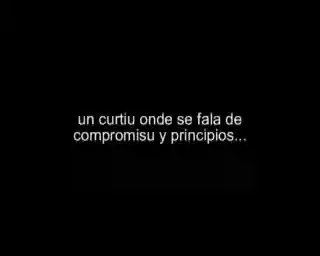 un curtiu onde se fala de
compromisu y principios...